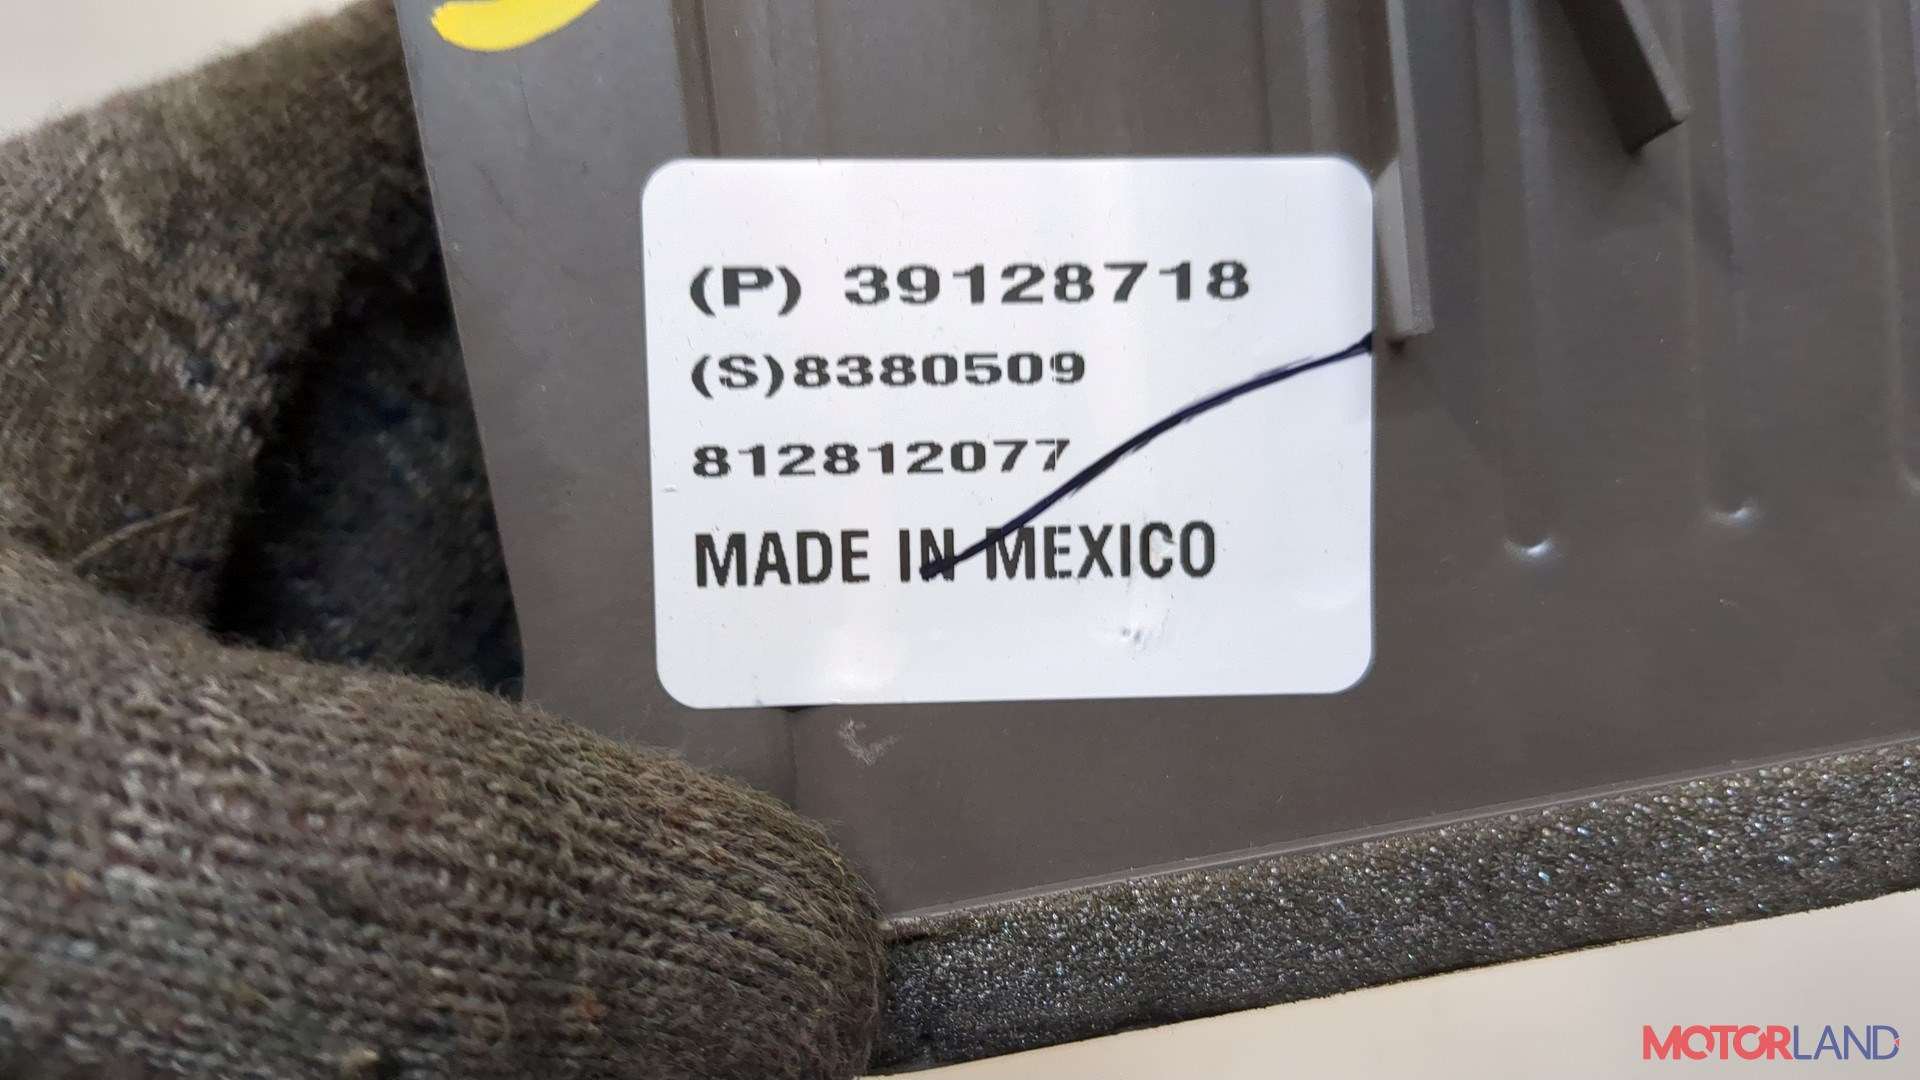 (P) 39128718
(S)8380509
812812077
MADE IN MEXICO
MOTORLAND